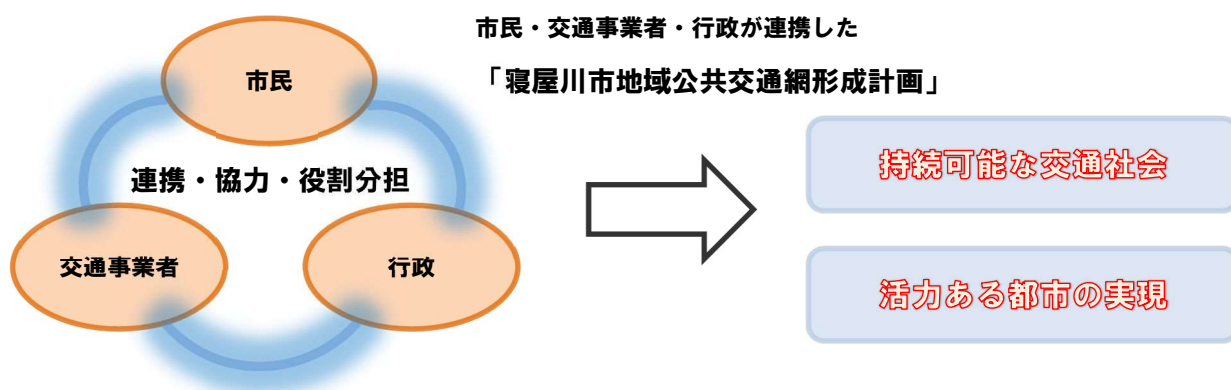 市民・交通事業者・行政が連携した
「寝屋川市地域公共交通網形成計画」
市民
連携・協力・役割分担
交通事業者
行政
持続可能な交通社会
活力ある都市の実現